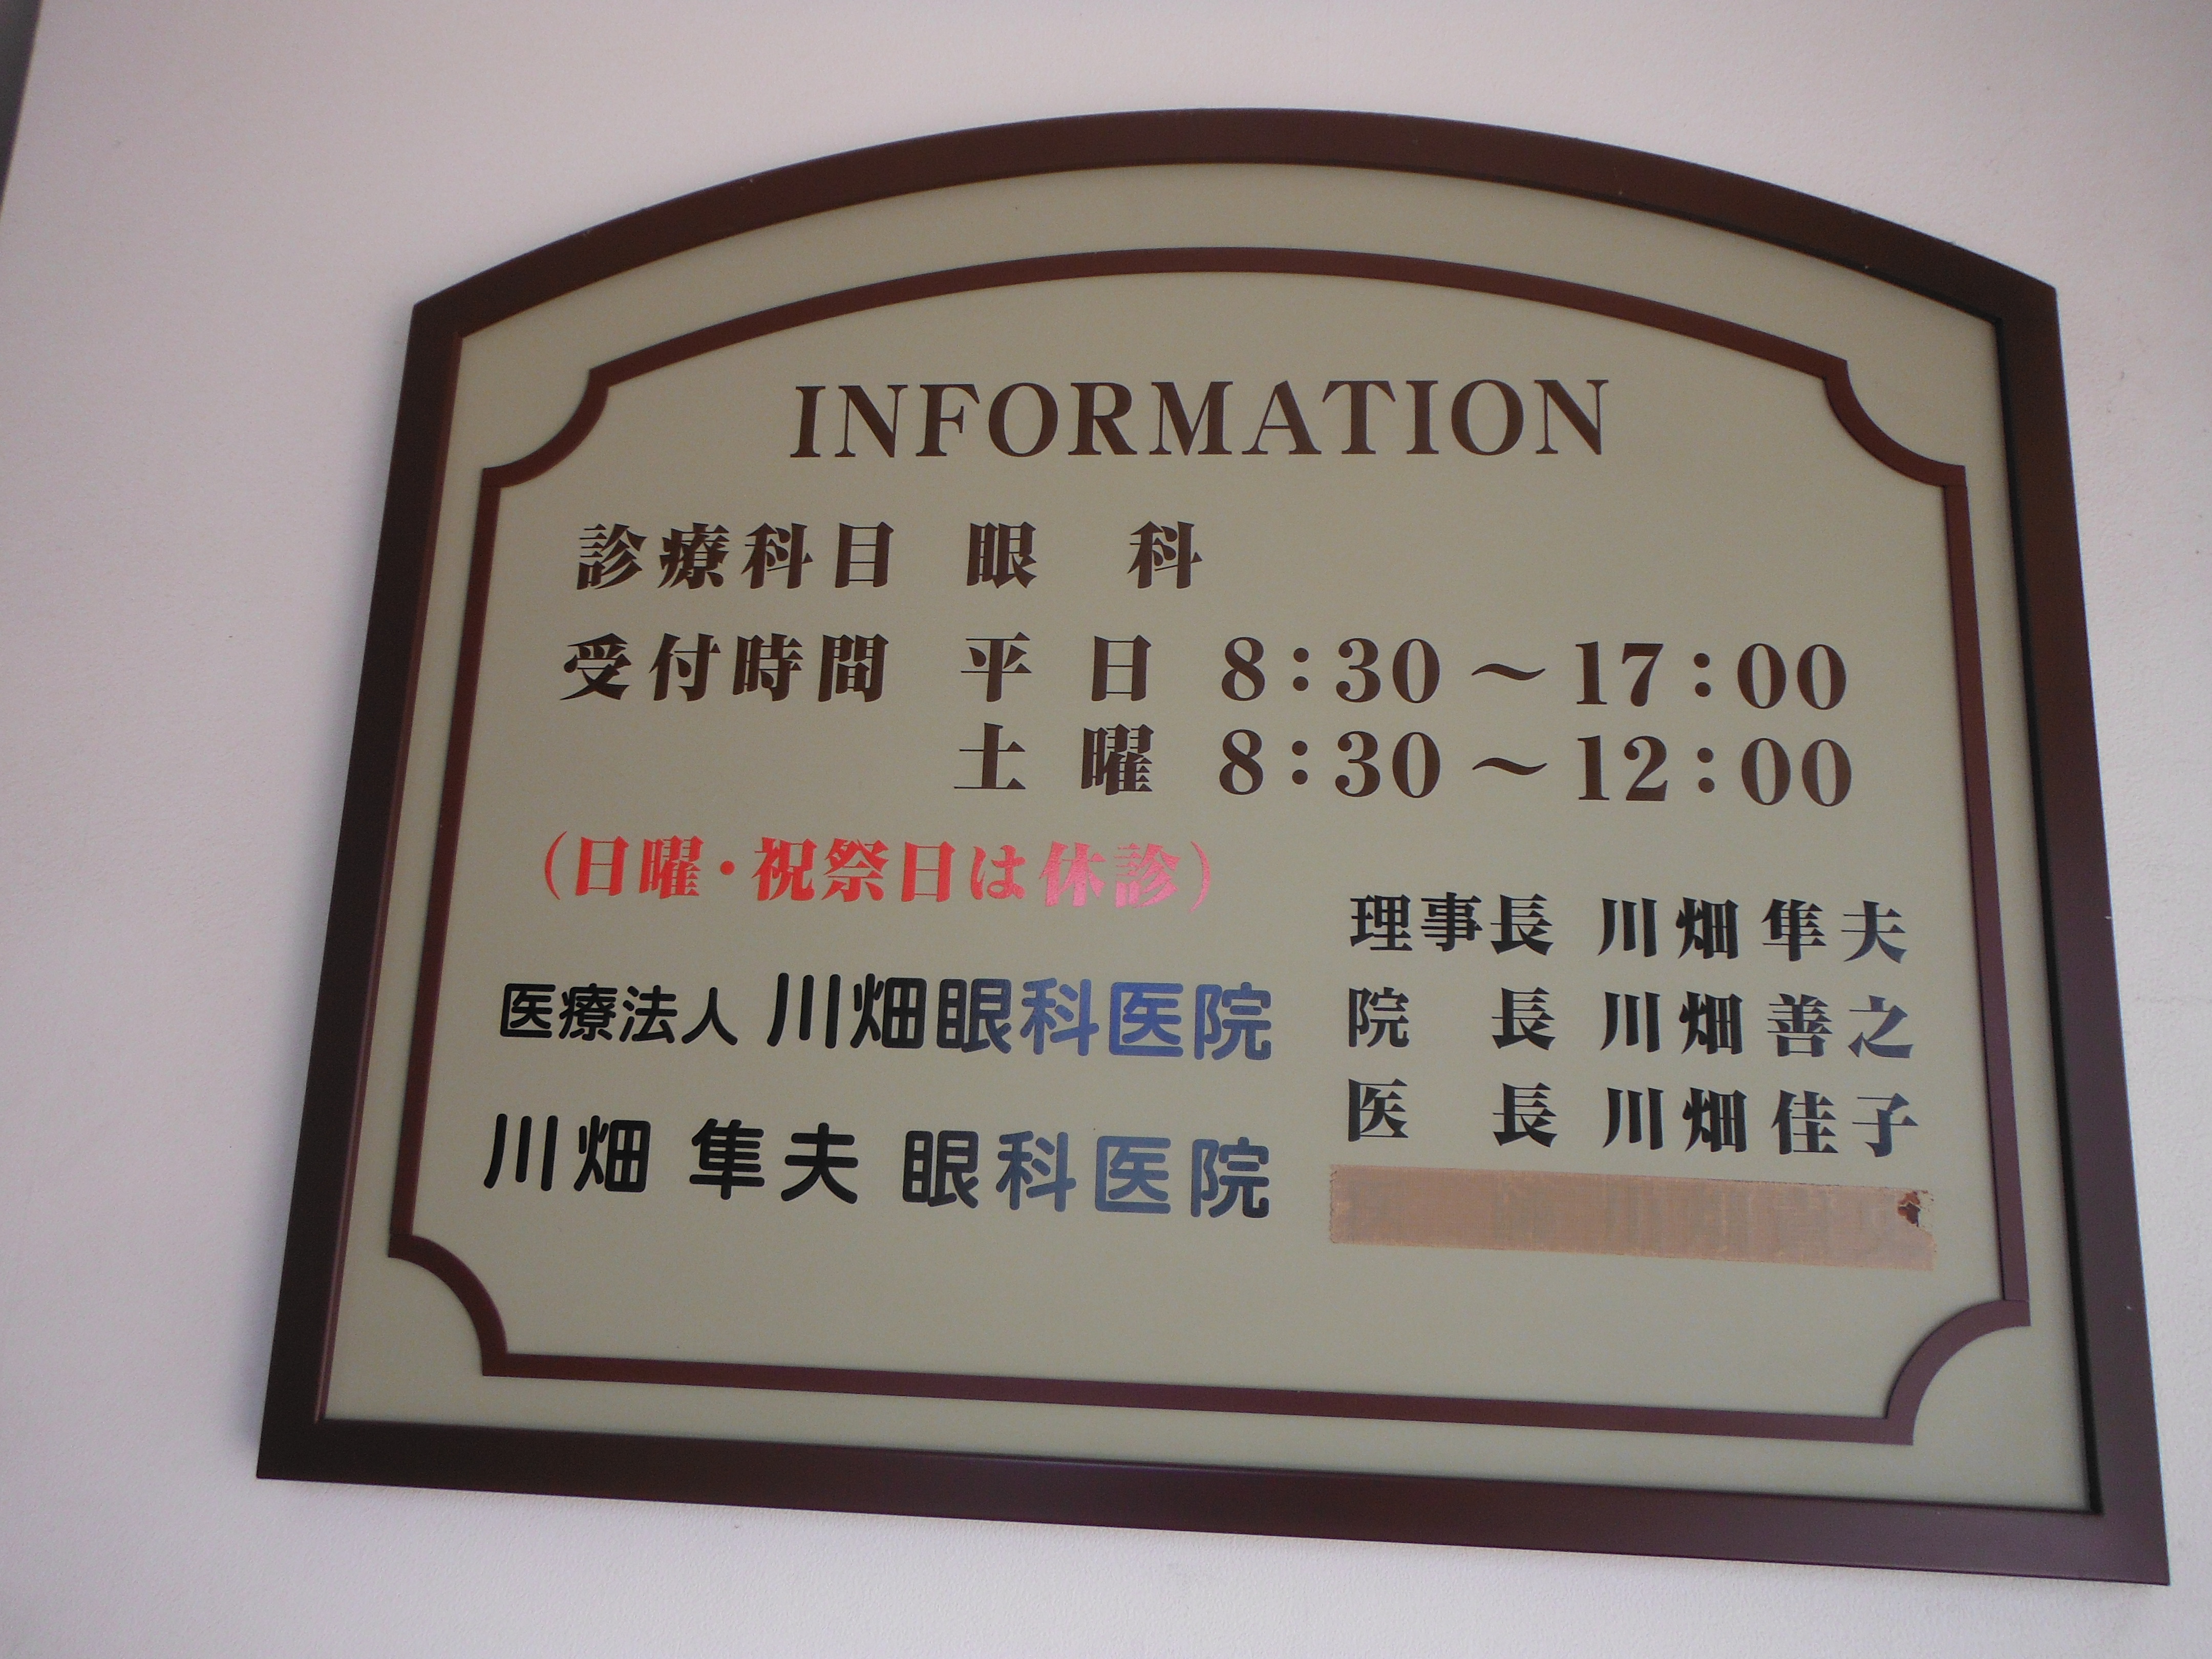 INFORMATION
診療科目 眼 科
受付時間 平 日 8:30～17:00
土 曜 8:30～12:00
(日曜・祝祭日は休診)
医療法人 川畑眼科医院
川畑 隼夫 眼科医院
理事長 川畑隼夫
院 長 川畑善之
医 長 川畑佳子